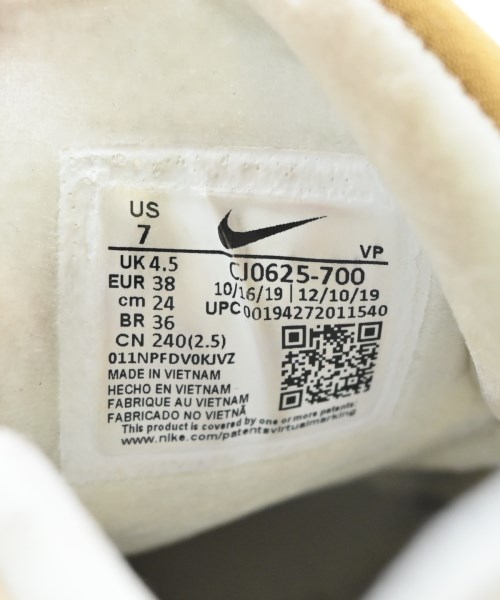 US
7
VP
UK 4.5
EUR 38
cm 24
BR 36
CN 240(2.5)
CJ0625-700
10/16/19 | 12/10/19
UPC 00194272011540
011NPFDV0KJVZ
MADE IN VIETNAM
HECHO EN VIETNAM
FABRIQUE AU VIETNAM
FABRICADO NO VIETNÃ
This product is covered by one or more patents:
www.nike.com/patentsvirtualmarking